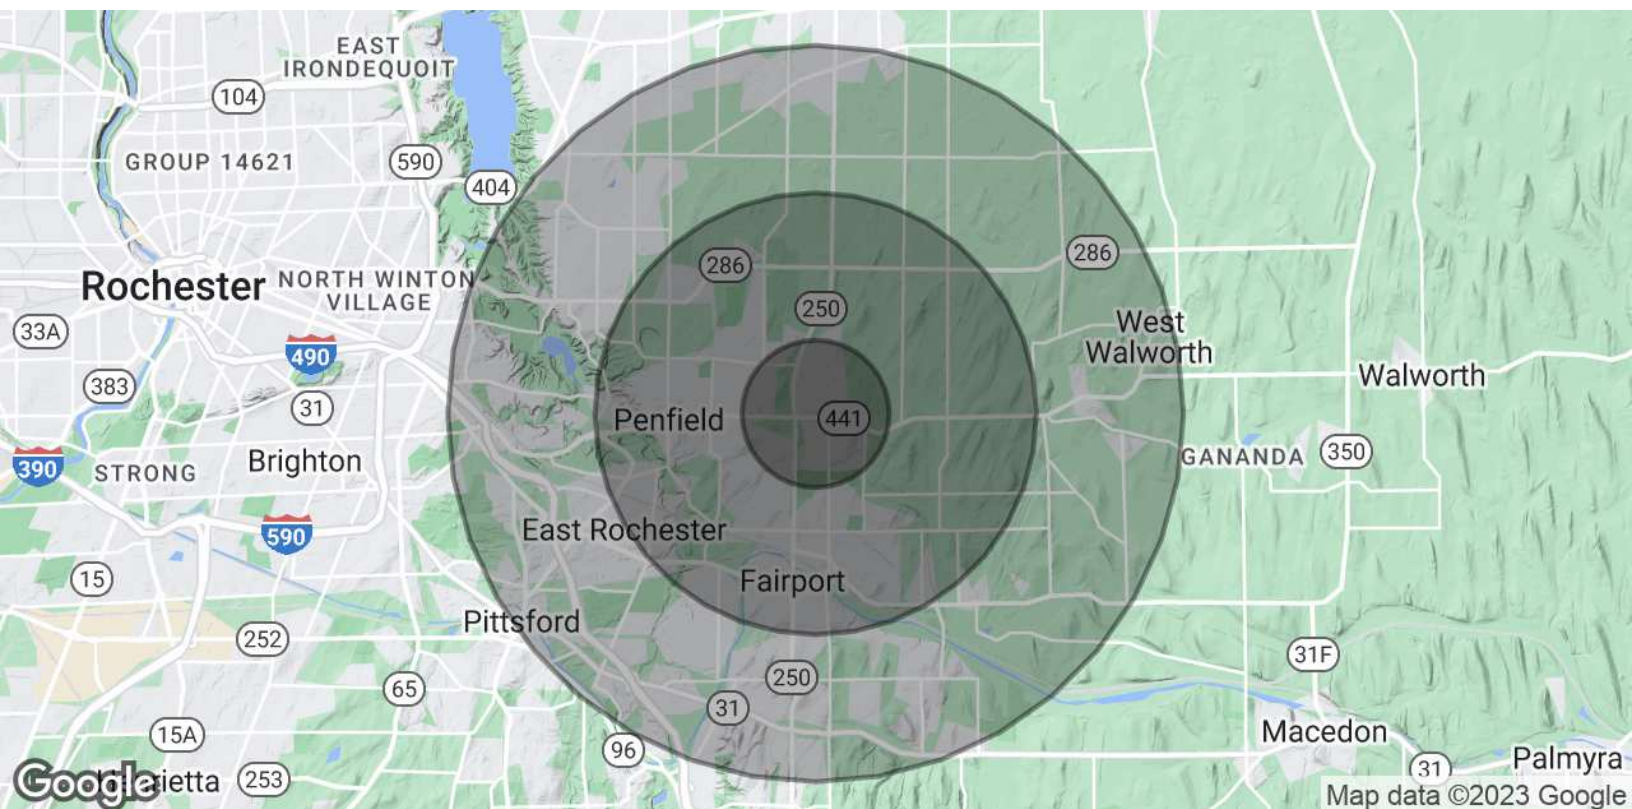 EAST
IRONDEQUOIT
104
GROUP 14621
590
404
286
286
Rochester
NORTH WINTON
VILLAGE
250
33A
490
West
Walworth
Walworth
383
31
Penfield
441
390
STRONG
Brighton
GANANDA
350
590
East Rochester
15
Fairport
Pittsford
252
31F
65
250
31
15A
96
Macedon
Palmyra
31
Google
253
Map data ©2023 Google